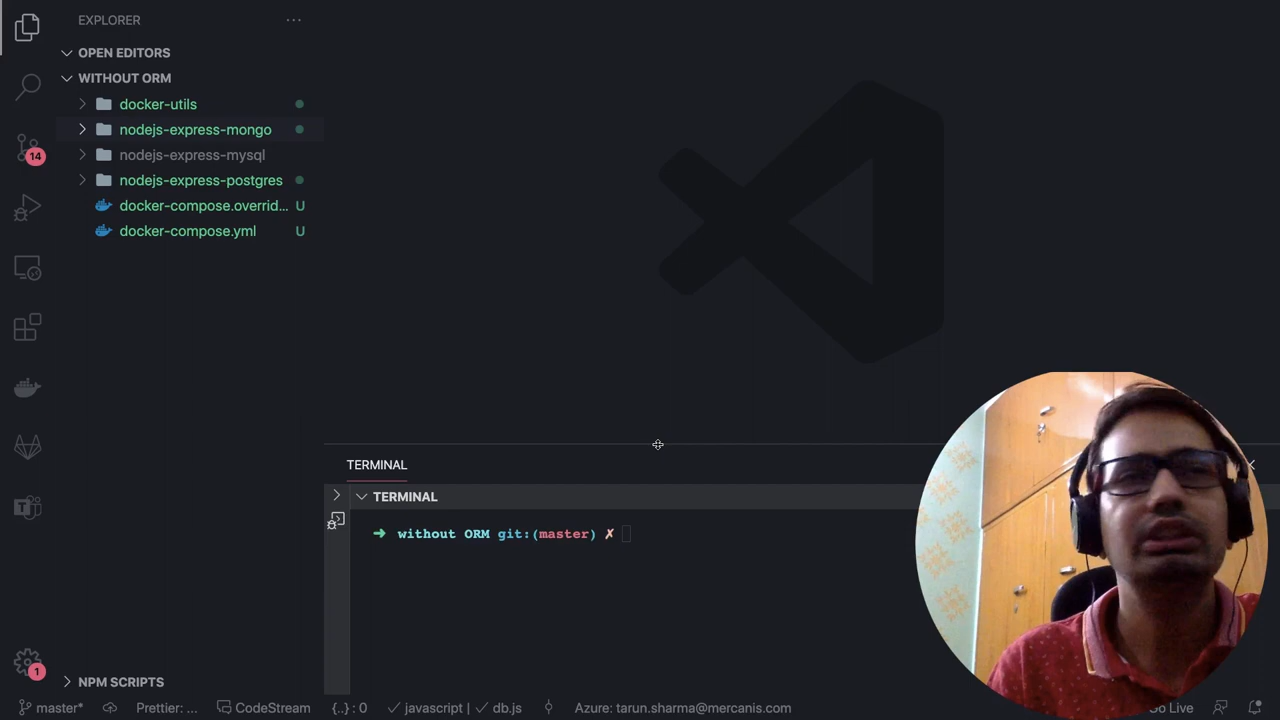 EXPLORER
OPEN EDITORS
WITHOUT ORM
docker-utils
nodejs-express-mongo
nodejs-express-mysql
14
nodejs-express-postgres
docker-compose.overrid... U
docker-compose.yml U
TERMINAL
TERMINAL
➜ without ORM git:(master) ✗
NPM SCRIPTS
1
master* Prettier: ... CodeStream {..} : 0 ✓ javascript | ✓ db.js Azure: tarun.sharma@mercanis.com Go Live